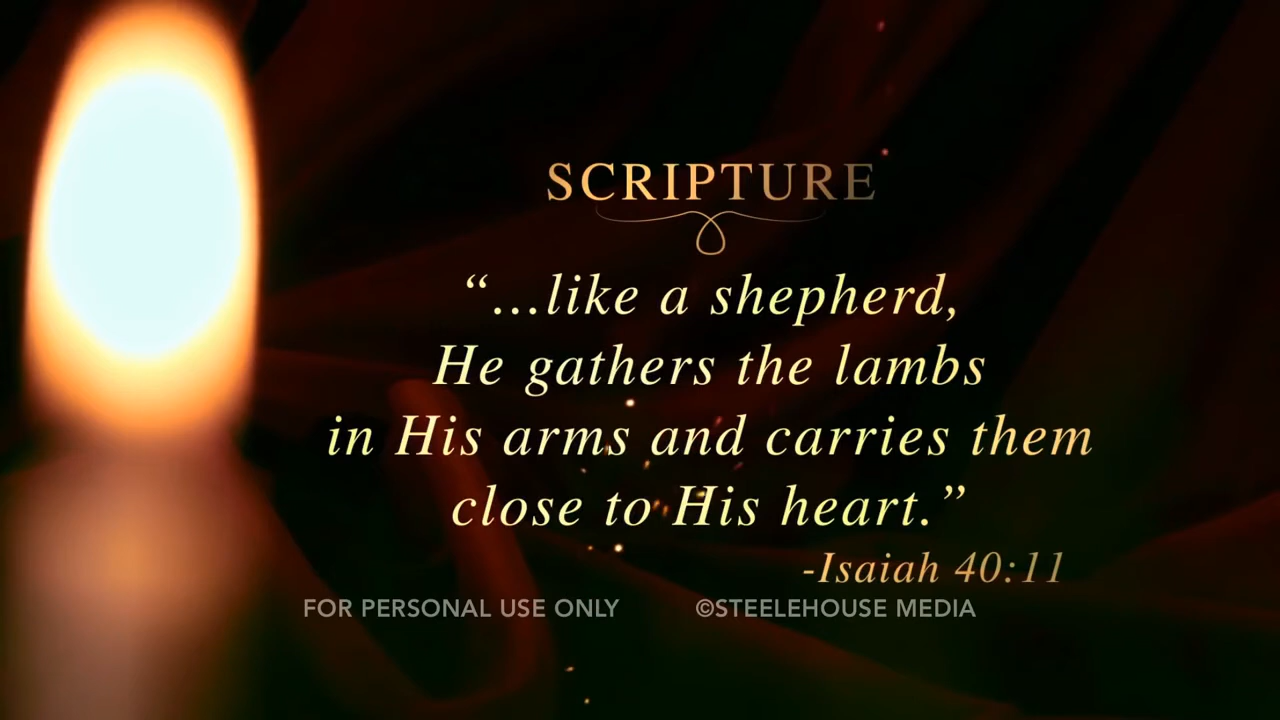 SCRIPTURE
“...like a shepherd,
He gathers the lambs
in His arms and carries them
close to His heart.”
-Isaiah 40:11
FOR PERSONAL USE ONLY ©STEELEHOUSE MEDIA